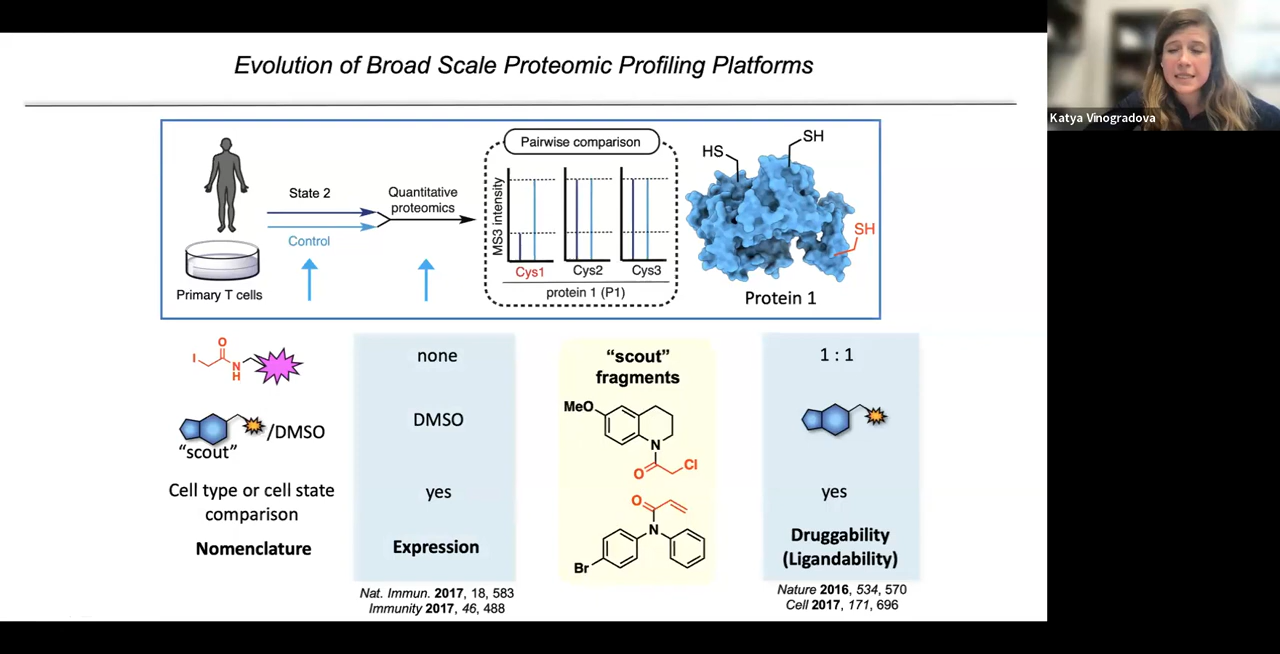 Evolution of Broad Scale Proteomic Profiling Platforms
Katya Vinogradova
Primary T cells
State 2
Control
Quantitative
proteomics
Pairwise comparison
MS3 intensity
Cys1
Cys2
Cys3
protein 1 (P1)
HS
SH
SH
Protein 1
I
O
N
H
none
"scout"
fragments
1 : 1
/DMSO
"scout"
DMSO
MeO
N
O
Cl
Cell type or cell state
comparison
yes
yes
O
N
Br
Nomenclature
Expression
Druggability
(Ligandability)
Nat. Immun. 2017, 18, 583
Immunity 2017, 46, 488
Nature 2016, 534, 570
Cell 2017, 171, 696